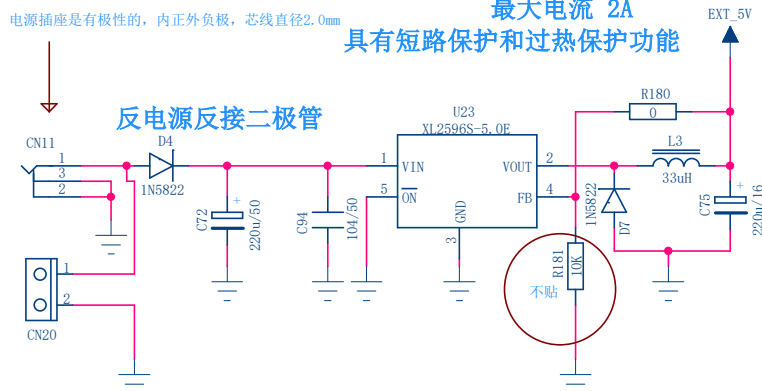 最大电流 2A
具有短路保护和过热保护功能
电源插座是有极性的，内正外负极，芯线直径2.0mm
反电源反接二极管
EXT_5V
R180
0
CN11
1
3
2
D4
1N5822
U23
XL2596S-5.0E
1
VIN
5
ON
VOUT
2
FB
4
GND
3
L3
33uH
C72
+
220u/50
C94
104/50
1N5822
D7
C75
+
220u/16
R181
10K
不贴
1
2
CN20